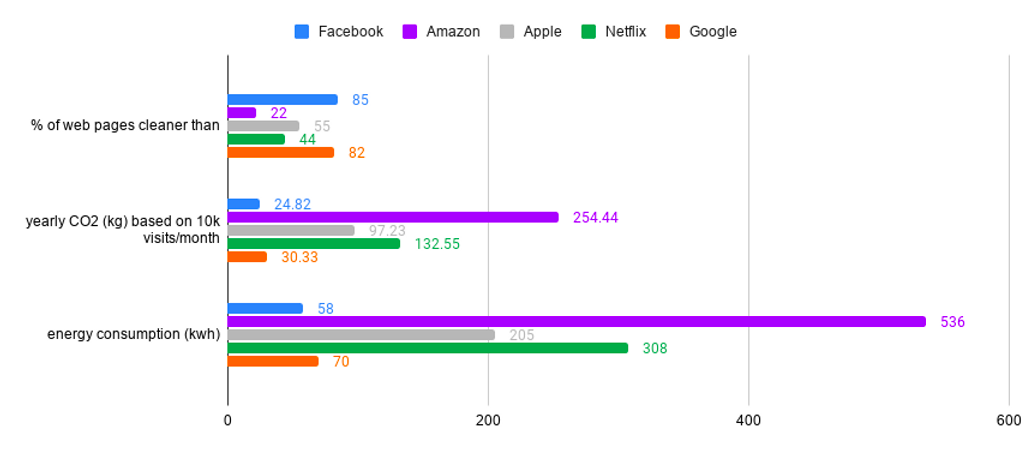 Facebook Amazon Apple Netflix Google
% of web pages cleaner than
85
22
55
44
82
yearly CO2 (kg) based on 10k
visits/month
24.82
254.44
97.23
132.55
30.33
energy consumption (kwh)
58
536
205
308
70
0 200 400 600